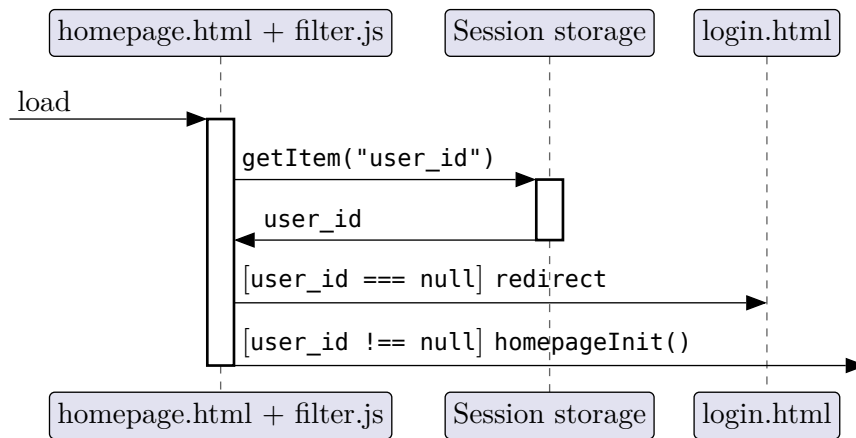 homepage.html + filter.js
Session storage
login.html
load
getItem("user_id")
user_id
[user_id === null] redirect
[user_id !== null] homepageInit()
homepage.html + filter.js
Session storage
login.html